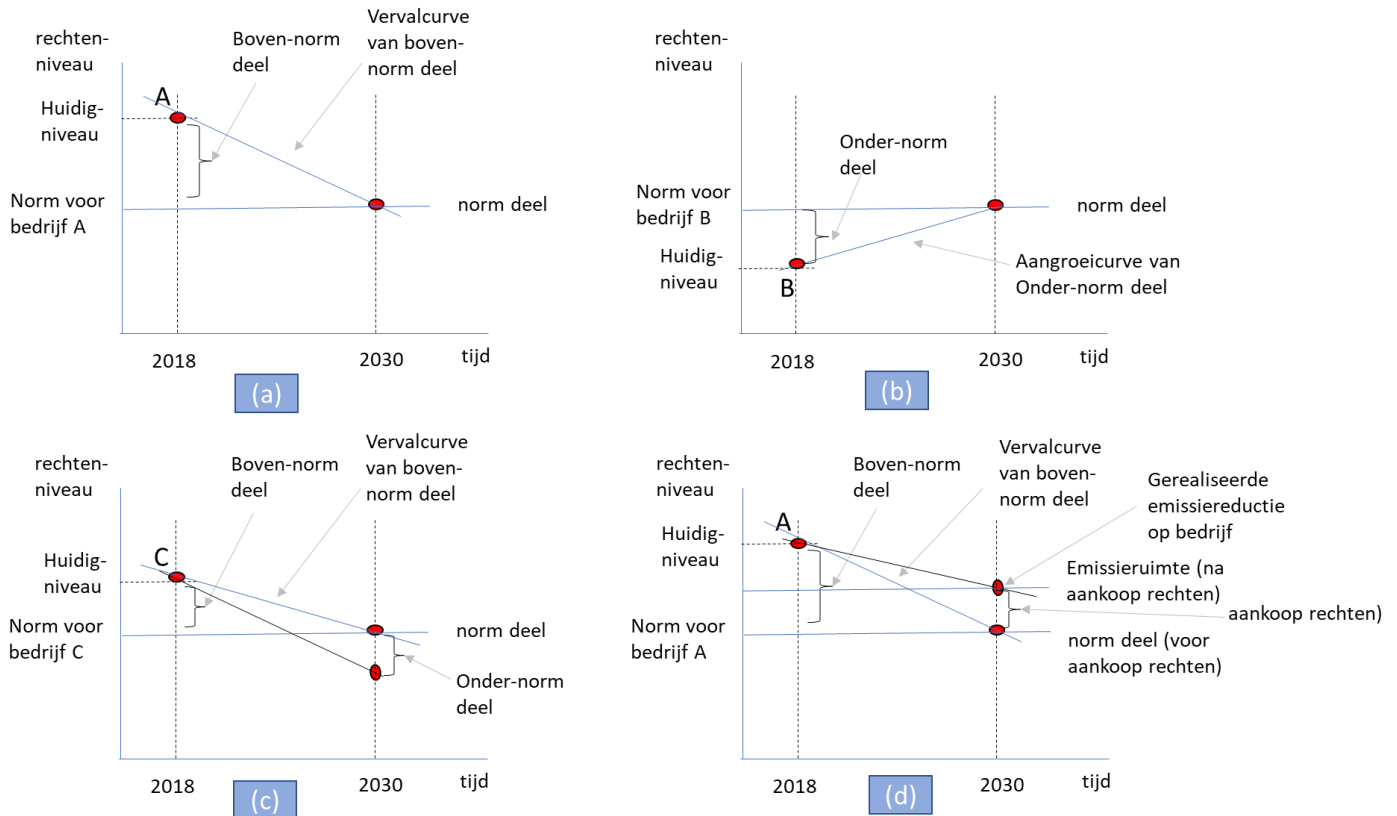 rechten-
niveau
Boven-norm
deel
Vervalcurve
van boven-
norm deel
A
Huidig-
niveau
Norm voor
bedrijf A
norm deel
2018
2030
tijd
(a)
rechten-
niveau
Onder-norm
deel
Norm voor
bedrijf B
norm deel
Huidig-
niveau
B
Aangroeicurve van
Onder-norm deel
2018
2030
tijd
(b)
rechten-
niveau
Boven-norm
deel
Vervalcurve
van boven-
norm deel
C
Huidig-
niveau
Norm voor
bedrijf C
norm deel
Onder-norm
deel
2018
2030
tijd
(c)
rechten-
niveau
Boven-norm
deel
Vervalcurve
van boven-
norm deel
Gerealiseerde
emissiereductie
op bedrijf
A
Huidig-
niveau
Emissieruimte (na
aankoop rechten)
aankoop rechten)
Norm voor
bedrijf A
norm deel (voor
aankoop rechten)
2018
2030
tijd
(d)